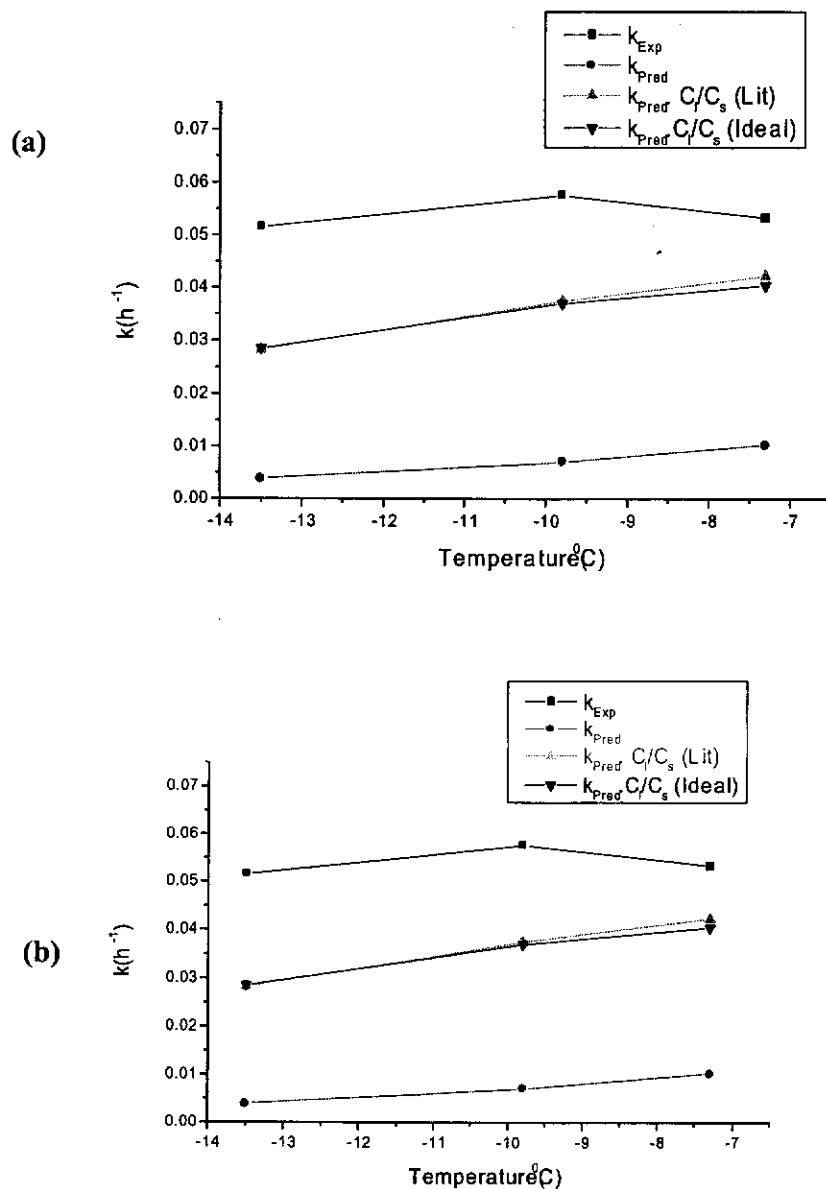 k_Exp
k_Pred
k_Pred. C_l/C_s (Lit)
k_Pred. C_l/C_s (Ideal)
(a)
0.07
0.06
0.05
0.04
0.03
0.02
0.01
0.00
k(h⁻¹)
-14 -13 -12 -11 -10 -9 -8 -7
Temperature(⁰C)
k_Exp
k_Pred
k_Pred. C_l/C_s (Lit)
k_Pred. C_l/C_s (Ideal)
(b)
0.07
0.06
0.05
0.04
0.03
0.02
0.01
0.00
k(h⁻¹)
-14 -13 -12 -11 -10 -9 -8 -7
Temperature(⁰C)